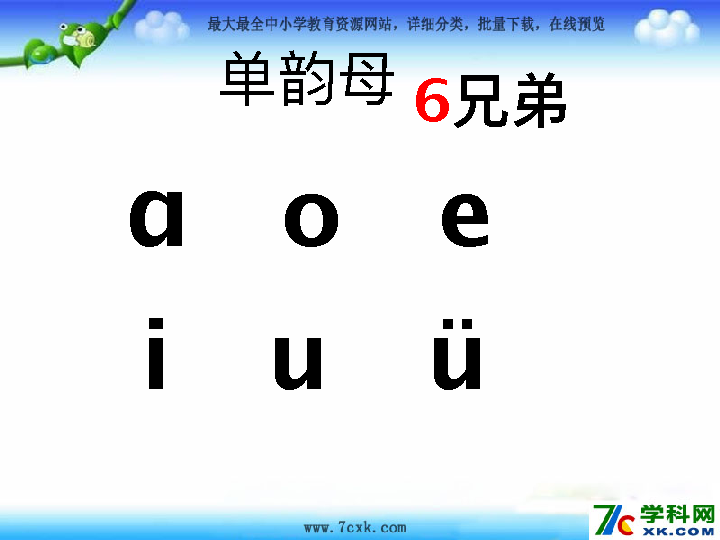 最大最全中小学教育资源网站，详细分类，批量下载，在线预览
单韵母 6兄弟
ɑ o e
i u ü
www.7cxk.com
7C 学科网
XK.COM